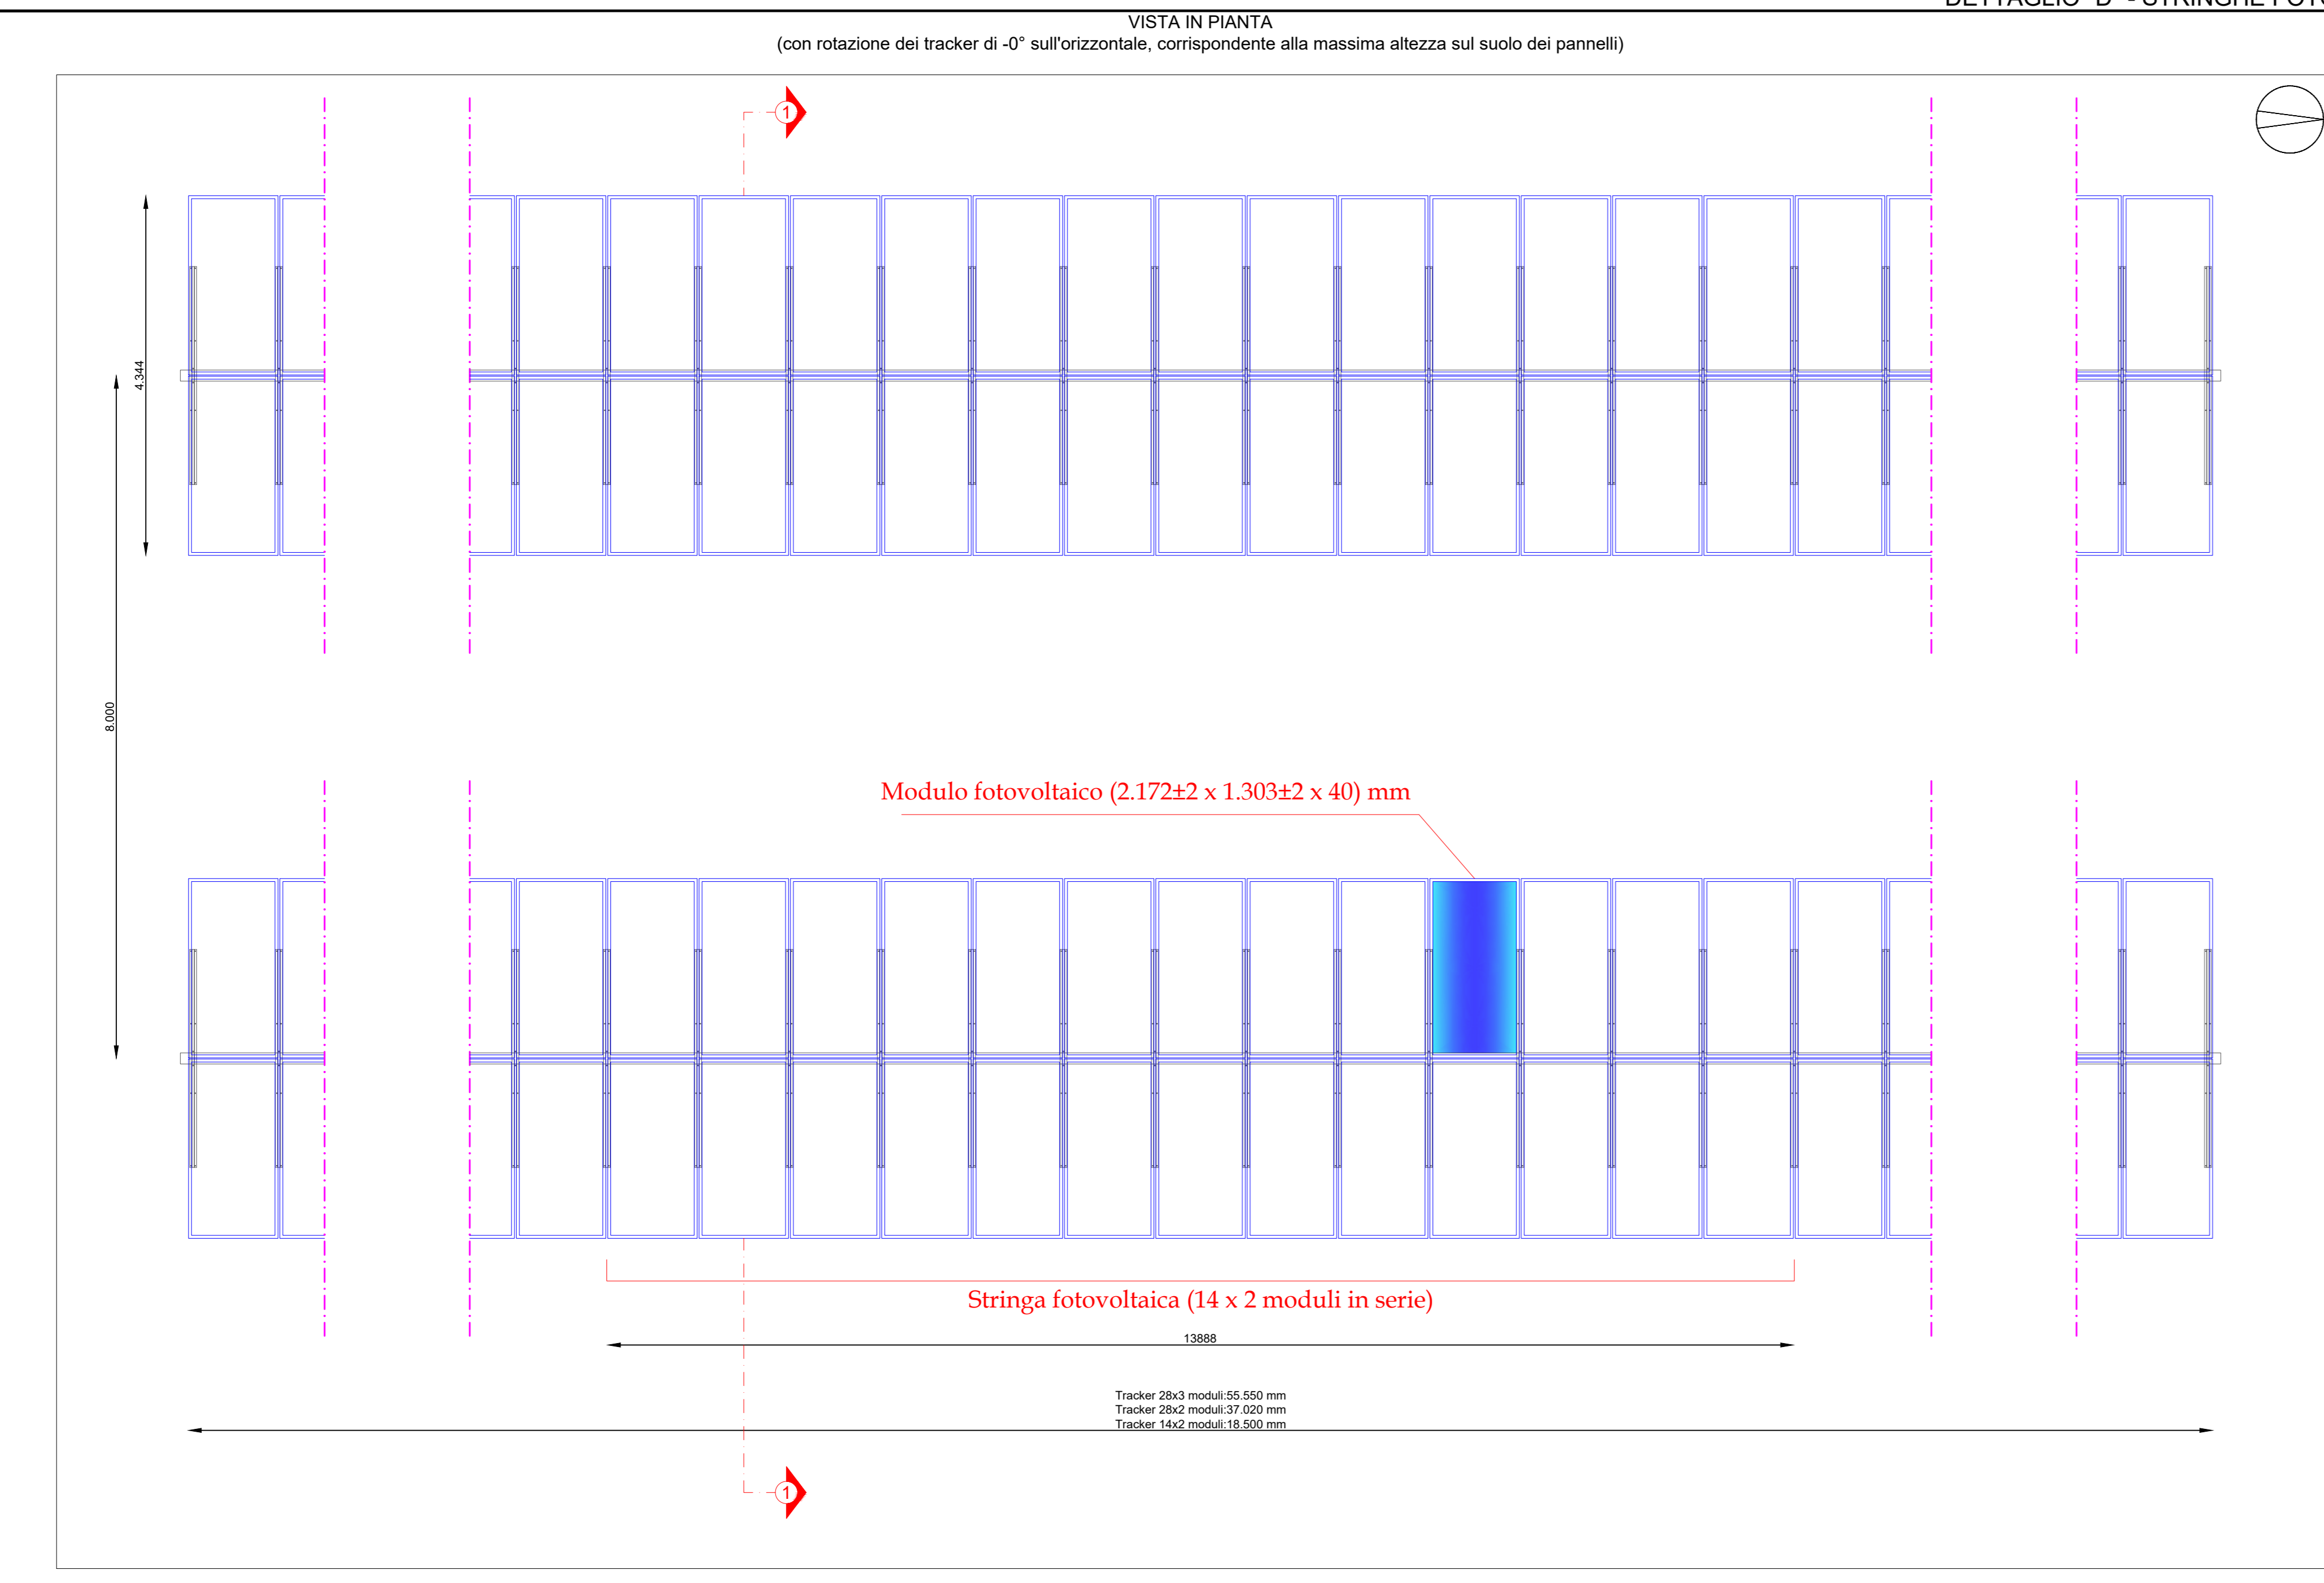 VISTA IN PIANTA
(con rotazione dei tracker di -0° sull'orizzontale, corrispondente alla massima altezza sul suolo dei pannelli)
1
4.344
8.000
Modulo fotovoltaico (2.172±2 x 1.303±2 x 40) mm
Stringa fotovoltaica (14 x 2 moduli in serie)
13888
Tracker 28x3 moduli:55.550 mm
Tracker 28x2 moduli:37.020 mm
Tracker 14x2 moduli:18.500 mm
1